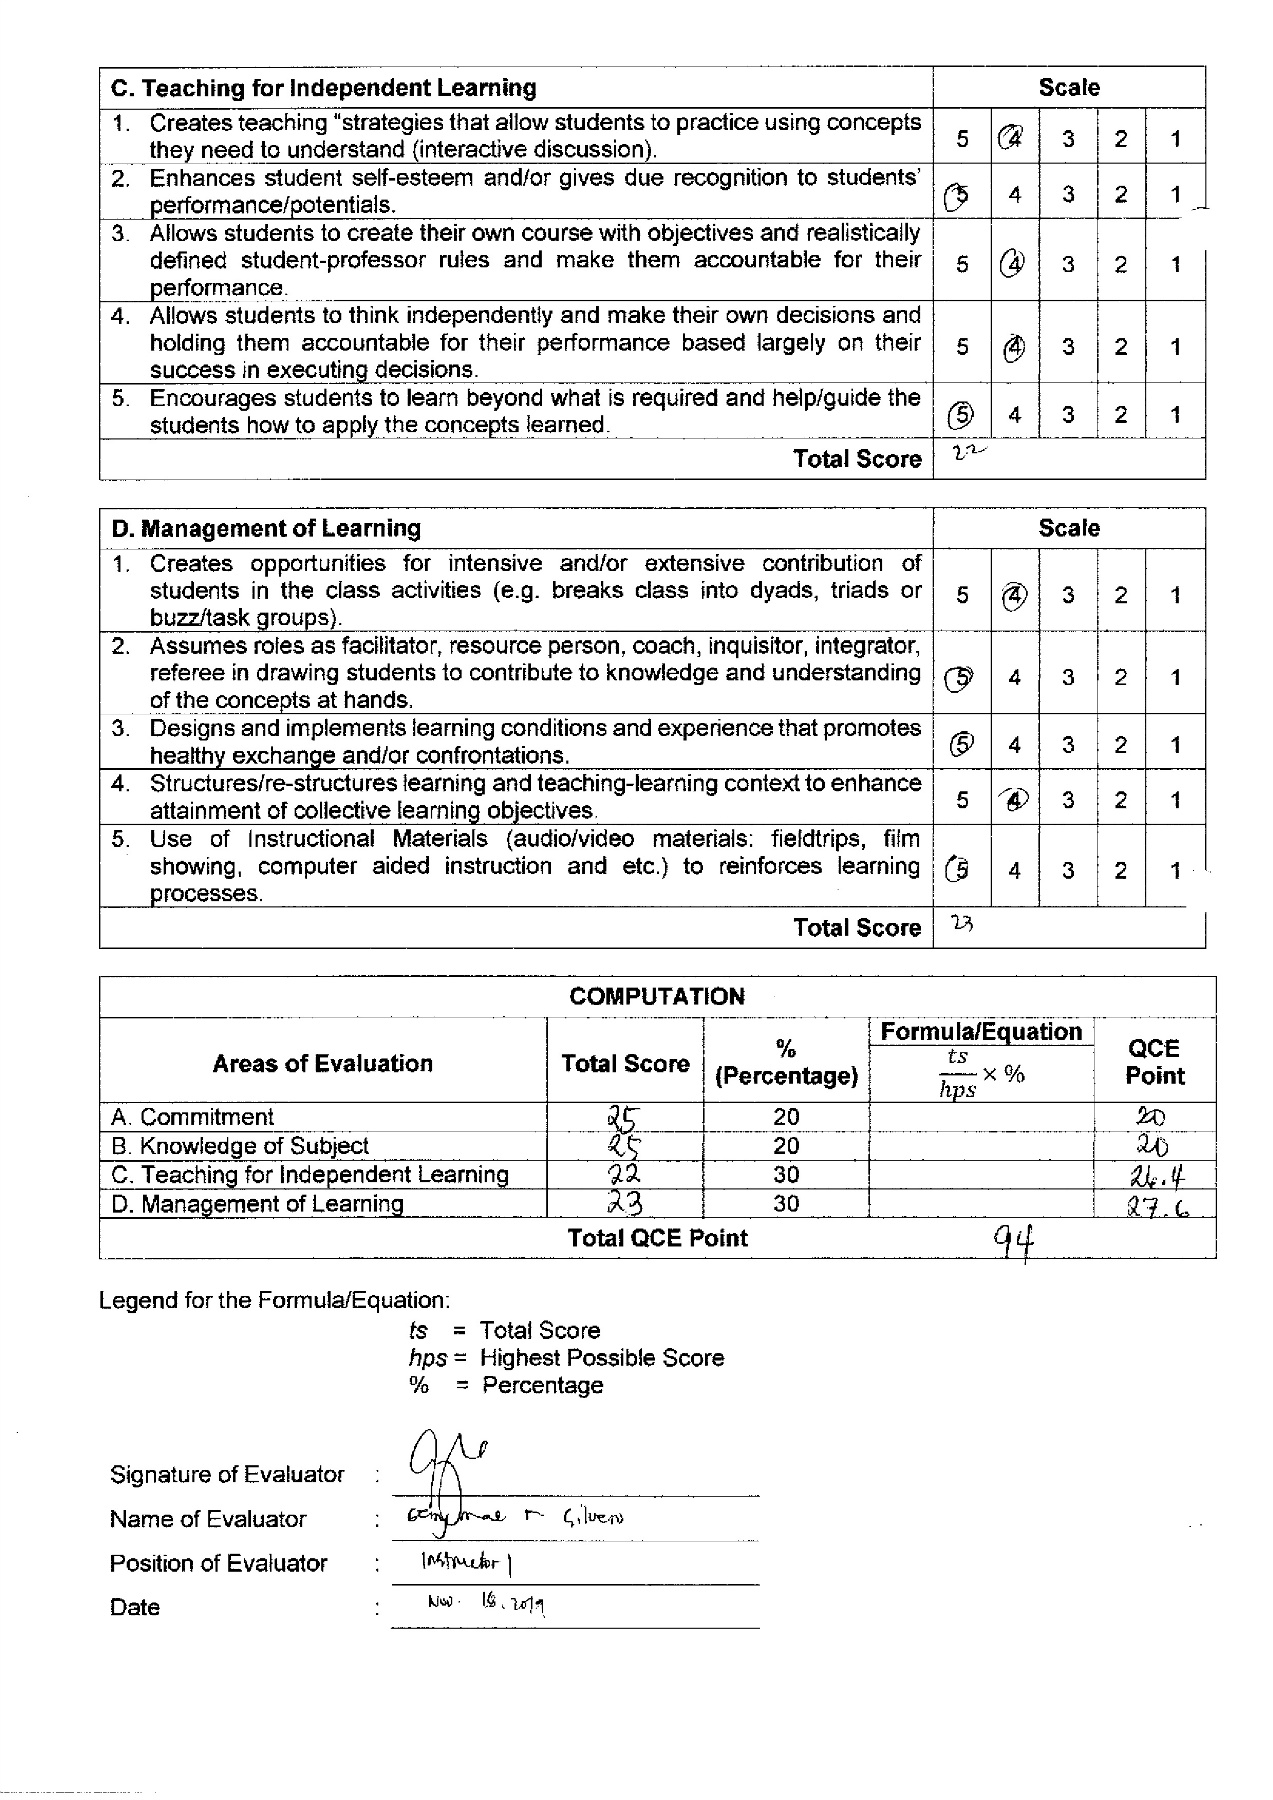 C. Teaching for Independent Learning Scale
1. Creates teaching "strategies that allow students to practice using concepts
they need to understand (interactive discussion). 5 4 3 2 1
2. Enhances student self-esteem and/or gives due recognition to students'
performance/potentials. 5 4 3 2 1
3. Allows students to create their own course with objectives and realistically
defined student-professor rules and make them accountable for their 5 4 3 2 1
performance.
4. Allows students to think independently and make their own decisions and
holding them accountable for their performance based largely on their 5 4 3 2 1
success in executing decisions.
5. Encourages students to learn beyond what is required and help/guide the
students how to apply the concepts learned. 5 4 3 2 1
Total Score 22
D. Management of Learning Scale
1. Creates opportunities for intensive and/or extensive contribution of
students in the class activities (e.g. breaks class into dyads, triads or 5 4 3 2 1
buzz/task groups).
2. Assumes roles as facilitator, resource person, coach, inquisitor, integrator,
referee in drawing students to contribute to knowledge and understanding 5 4 3 2 1
of the concepts at hands.
3. Designs and implements learning conditions and experience that promotes
healthy exchange and/or confrontations. 5 4 3 2 1
4. Structures/re-structures learning and teaching-learning context to enhance
attainment of collective learning objectives. 5 4 3 2 1
5. Use of Instructional Materials (audio/video materials: fieldtrips, film
showing, computer aided instruction and etc.) to reinforces learning 5 4 3 2 1
processes.
Total Score 23
COMPUTATION
Areas of Evaluation Total Score % (Percentage) Formula/Equation ts/hps × % QCE Point
A. Commitment 25 20 20
B. Knowledge of Subject 25 20 20
C. Teaching for Independent Learning 22 30 26.4
D. Management of Learning 23 30 27.6
Total QCE Point 94
Legend for the Formula/Equation:
ts = Total Score
hps = Highest Possible Score
% = Percentage
Signature of Evaluator :
Name of Evaluator :
Position of Evaluator : Instructor 1
Date : Nov. 18, 2019